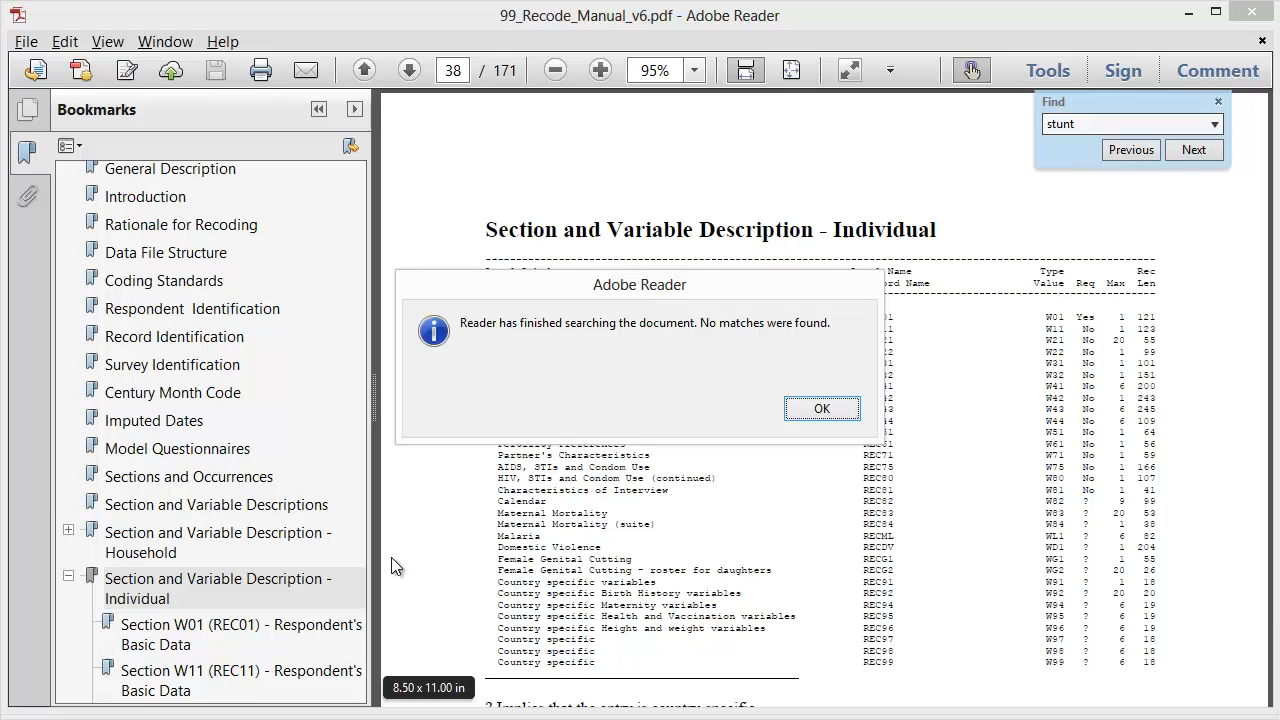 99_Recode_Manual_v6.pdf - Adobe Reader
File Edit View Window Help
38 / 171 95% Tools Sign Comment
Bookmarks
General Description
Introduction
Rationale for Recoding
Data File Structure
Coding Standards
Respondent Identification
Record Identification
Survey Identification
Century Month Code
Imputed Dates
Model Questionnaires
Sections and Occurrences
Section and Variable Descriptions
Section and Variable Description -
Household
Section and Variable Description -
Individual
Section W01 (REC01) - Respondent's
Basic Data
Section W11 (REC11) - Respondent's
Basic Data
Find
stunt
Previous Next
Section and Variable Description - Individual
Name Type Rec
Name Value Req Max Len
W01 Yes 1 121
W11 No 1 123
W21 No 20 55
W22 No 1 99
W31 No 1 101
W32 No 1 151
W41 No 6 200
W42 No 1 243
W43 No 6 245
W44 No 6 109
W51 No 1 64
W61 No 1 56
Partner's Characteristics REC71 W71 No 1 59
AIDS, STIs and Condom Use REC75 W75 No 1 166
HIV, STIs and Condom Use (continued) REC80 W80 No 1 107
Characteristics of Interview REC81 W81 No 1 41
Calendar REC82 W82 ? 9 99
Maternal Mortality REC83 W83 ? 20 53
Maternal Mortality (suite) REC84 W84 ? 1 38
Malaria RECML WL1 ? 6 82
Domestic Violence RECDV WD1 ? 1 204
Female Genital Cutting RECG1 WG1 ? 1 55
Female Genital Cutting - roster for daughters RECG2 WG2 ? 20 26
Country specific variables REC91 W91 ? 1 18
Country specific Birth History variables REC92 W92 ? 20 20
Country specific Maternity variables REC94 W94 ? 6 19
Country specific Health and Vaccination variables REC95 W95 ? 6 19
Country specific Height and weight variables REC96 W96 ? 6 19
Country specific REC97 W97 ? 6 18
Country specific REC98 W98 ? 6 18
Country specific REC99 W99 ? 6 18
? Implies that the entry is country specific
Adobe Reader
Reader has finished searching the document. No matches were found.
OK
8.50 x 11.00 in